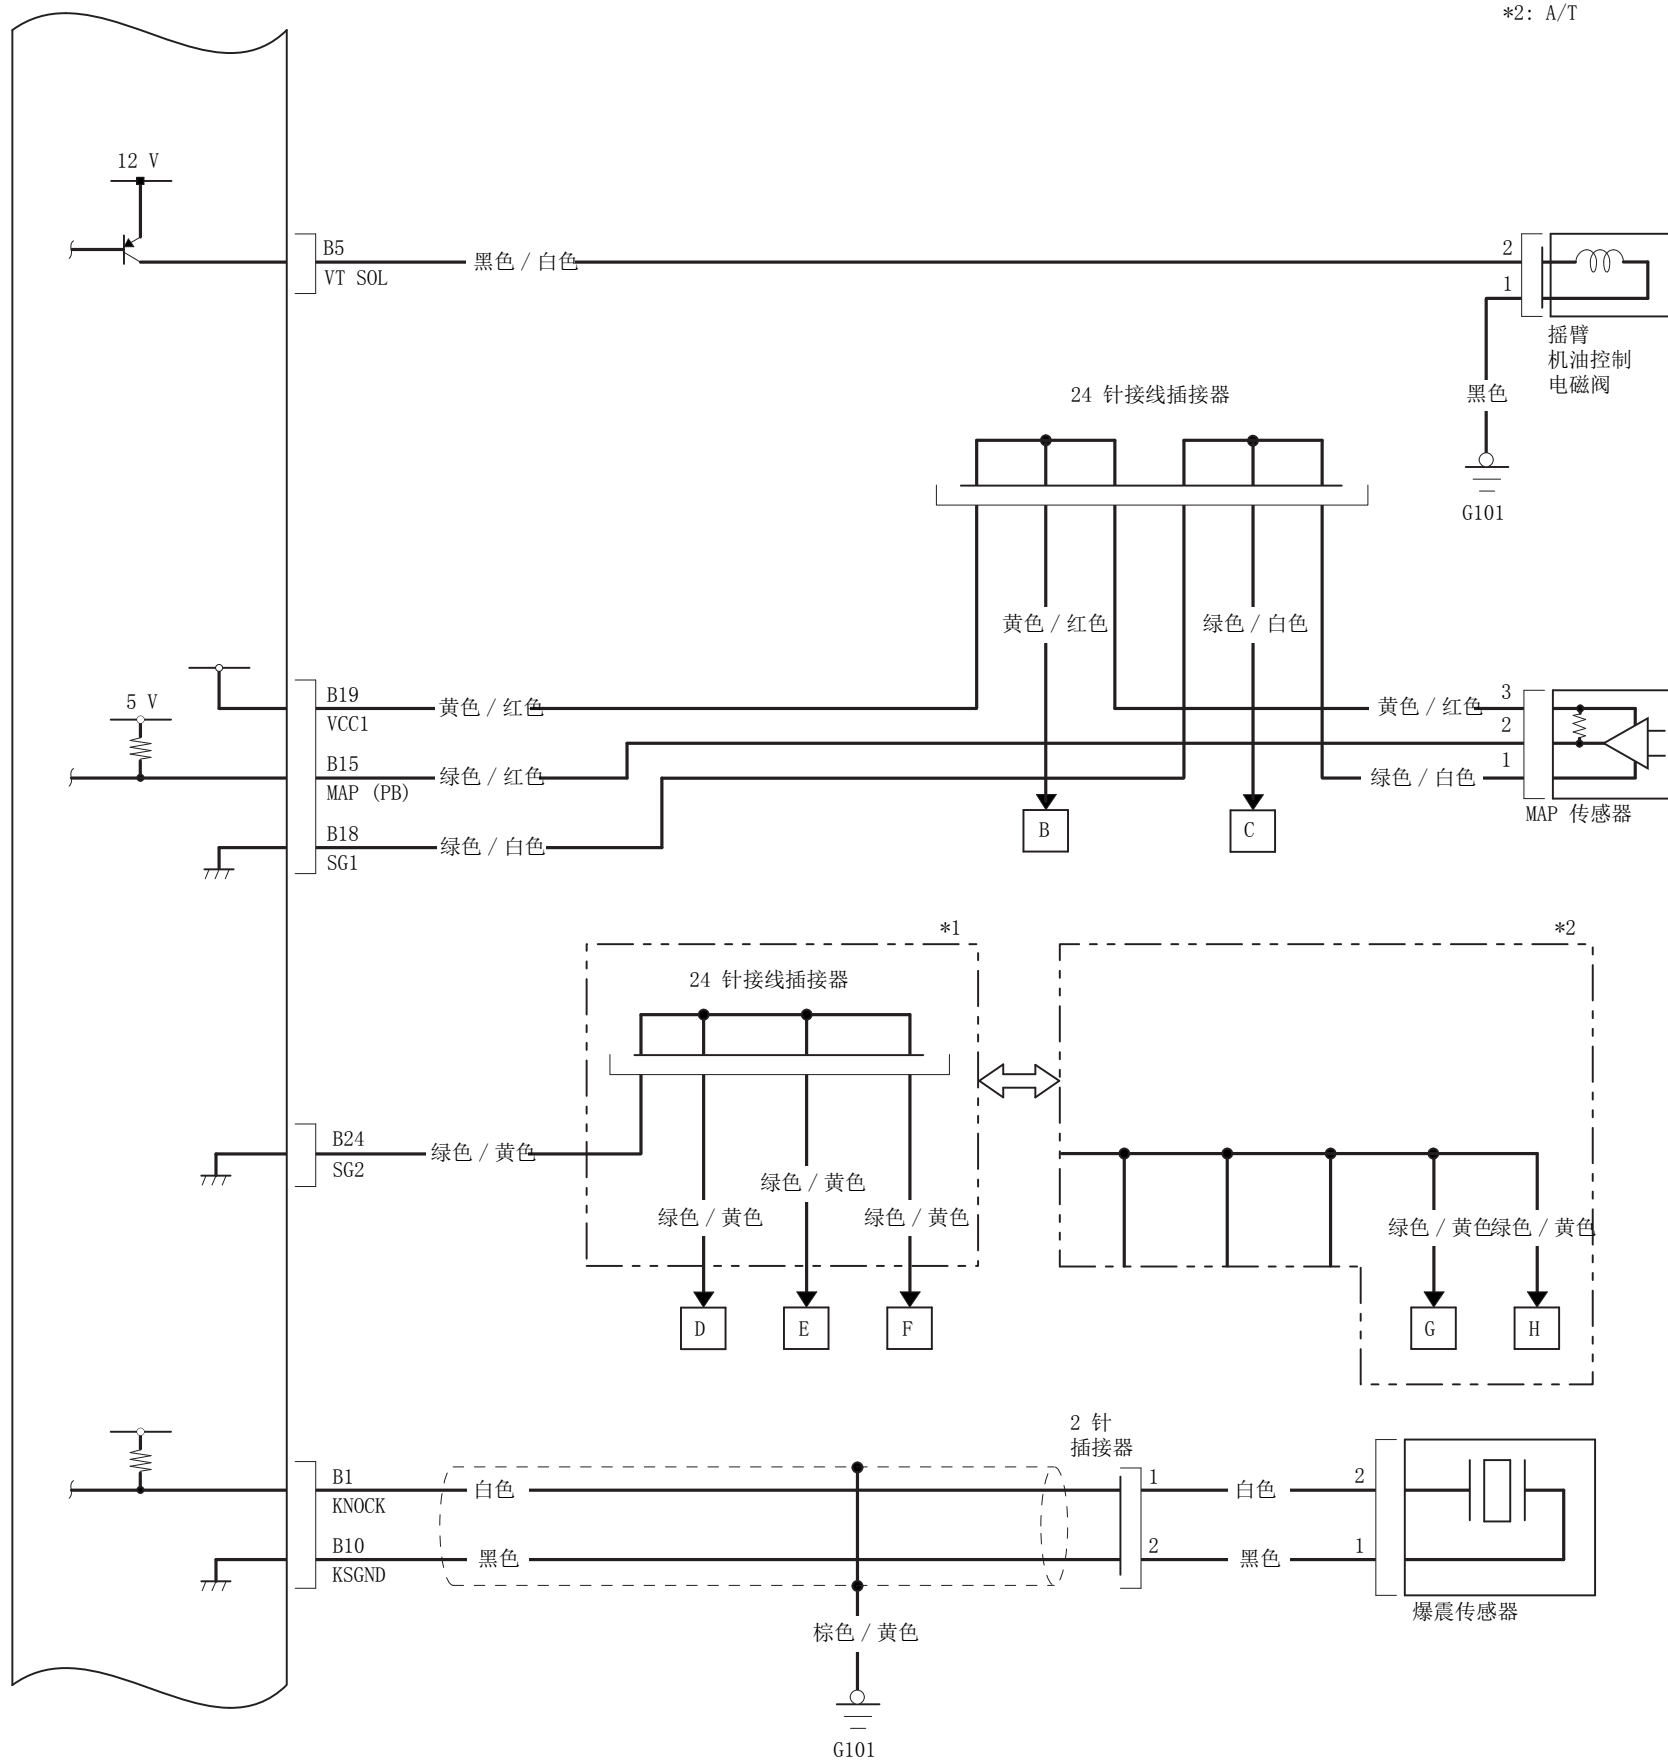 *2: A/T
12 V
B5
VT SOL
黑色 / 白色
2
1
摇臂
机油控制
电磁阀
黑色
G101
24 针接线插接器
黄色 / 红色
绿色 / 白色
B19
VCC1
黄色 / 红色
黄色 / 红色
3
5 V
B15
MAP (PB)
绿色 / 红色
2
B18
SG1
绿色 / 白色
绿色 / 白色
1
MAP 传感器
B
C
*1
*2
24 针接线插接器
B24
SG2
绿色 / 黄色
绿色 / 黄色
绿色 / 黄色
绿色 / 黄色
绿色 / 黄色
绿色 / 黄色
D
E
F
G
H
2 针
插接器
B1
KNOCK
白色
1
白色
2
B10
KSGND
黑色
2
黑色
1
爆震传感器
棕色 / 黄色
G101